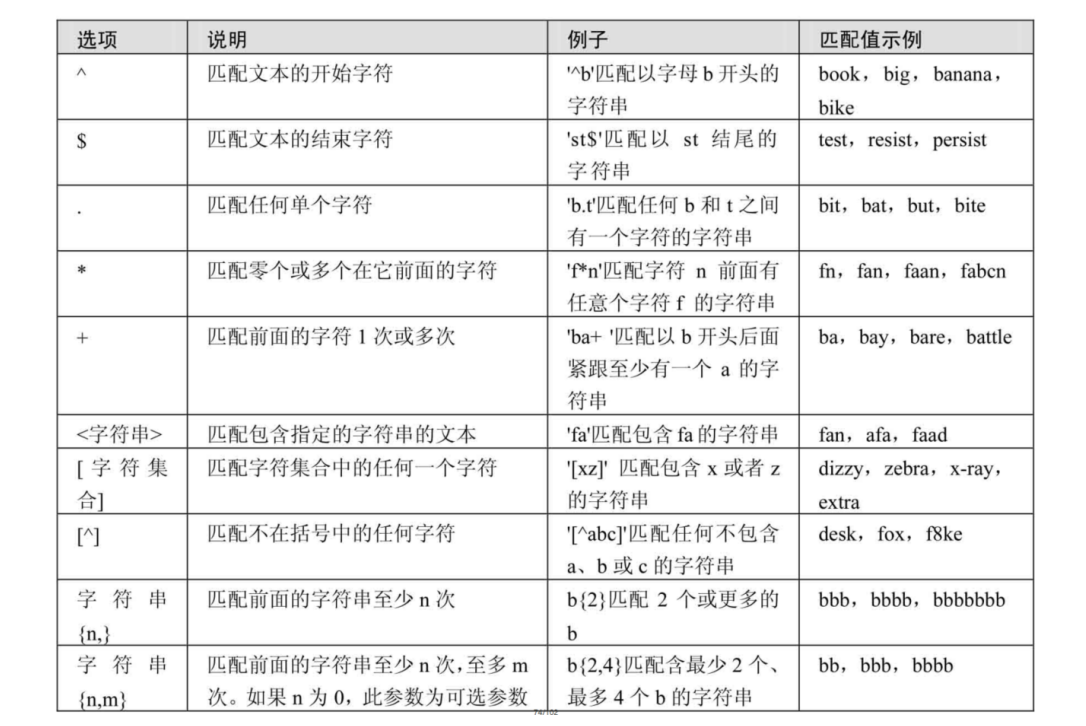 选项 说明 例子 匹配值示例
^ 匹配文本的开始字符 '^b'匹配以字母 b 开头的 book，big，banana，
字符串 bike
$ 匹配文本的结束字符 'st$'匹配以 st 结尾的 test，resist，persist
字符串
. 匹配任何单个字符 'b.t'匹配任何 b 和 t 之间 bit，bat，but，bite
有一个字符的字符串
* 匹配零个或多个在它前面的字符 'f*n'匹配字符 n 前面有 fn，fan，faan，fabcn
任意个字符 f 的字符串
+ 匹配前面的字符 1 次或多次 'ba+ '匹配以 b 开头后面 ba，bay，bare，battle
紧跟至少有一个 a 的字
符串
<字符串> 匹配包含指定的字符串的文本 'fa'匹配包含 fa 的字符串 fan，afa，faad
[字符集 匹配字符集合中的任何一个字符 '[xz]' 匹配包含 x 或者 z dizzy，zebra，x-ray，
合] 的字符串 extra
[^] 匹配不在括号中的任何字符 '[^abc]'匹配任何不包含 desk，fox，f8ke
a、b 或 c 的字符串
字符串 匹配前面的字符串至少 n 次 b{2}匹配 2 个或更多的 bbb，bbbb，bbbbbbb
{n,} b
字符串 匹配前面的字符串至少 n 次，至多 m b{2,4}匹配含最少 2 个、 bb，bbb，bbbb
{n,m} 次。如果 n 为 0，此参数为可选参数 最多 4 个 b 的字符串